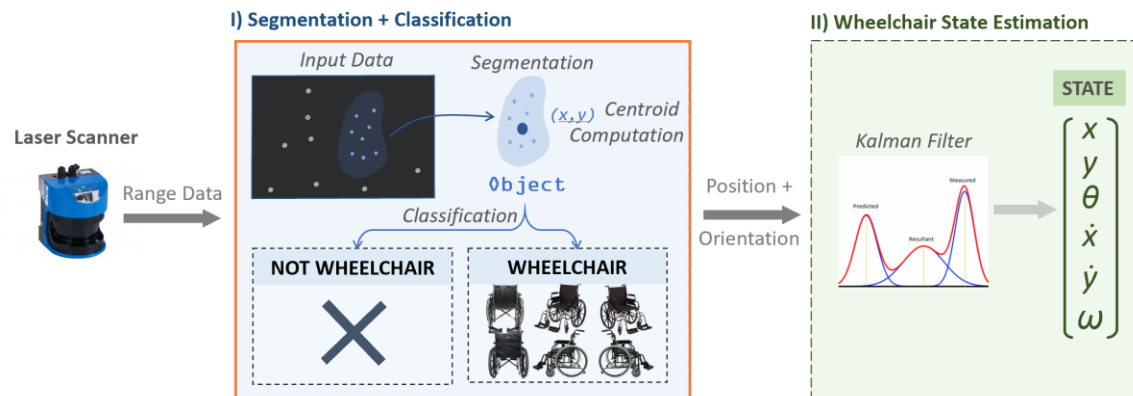 I) Segmentation + Classification
II) Wheelchair State Estimation
Laser Scanner
Range Data
Input Data
Segmentation
(x,y)
Centroid
Computation
Object
Classification
NOT WHEELCHAIR
WHEELCHAIR
Position +
Orientation
Kalman Filter
Predicted
Resultant
Measured
STATE
x
y
θ
ẋ
ẏ
ω